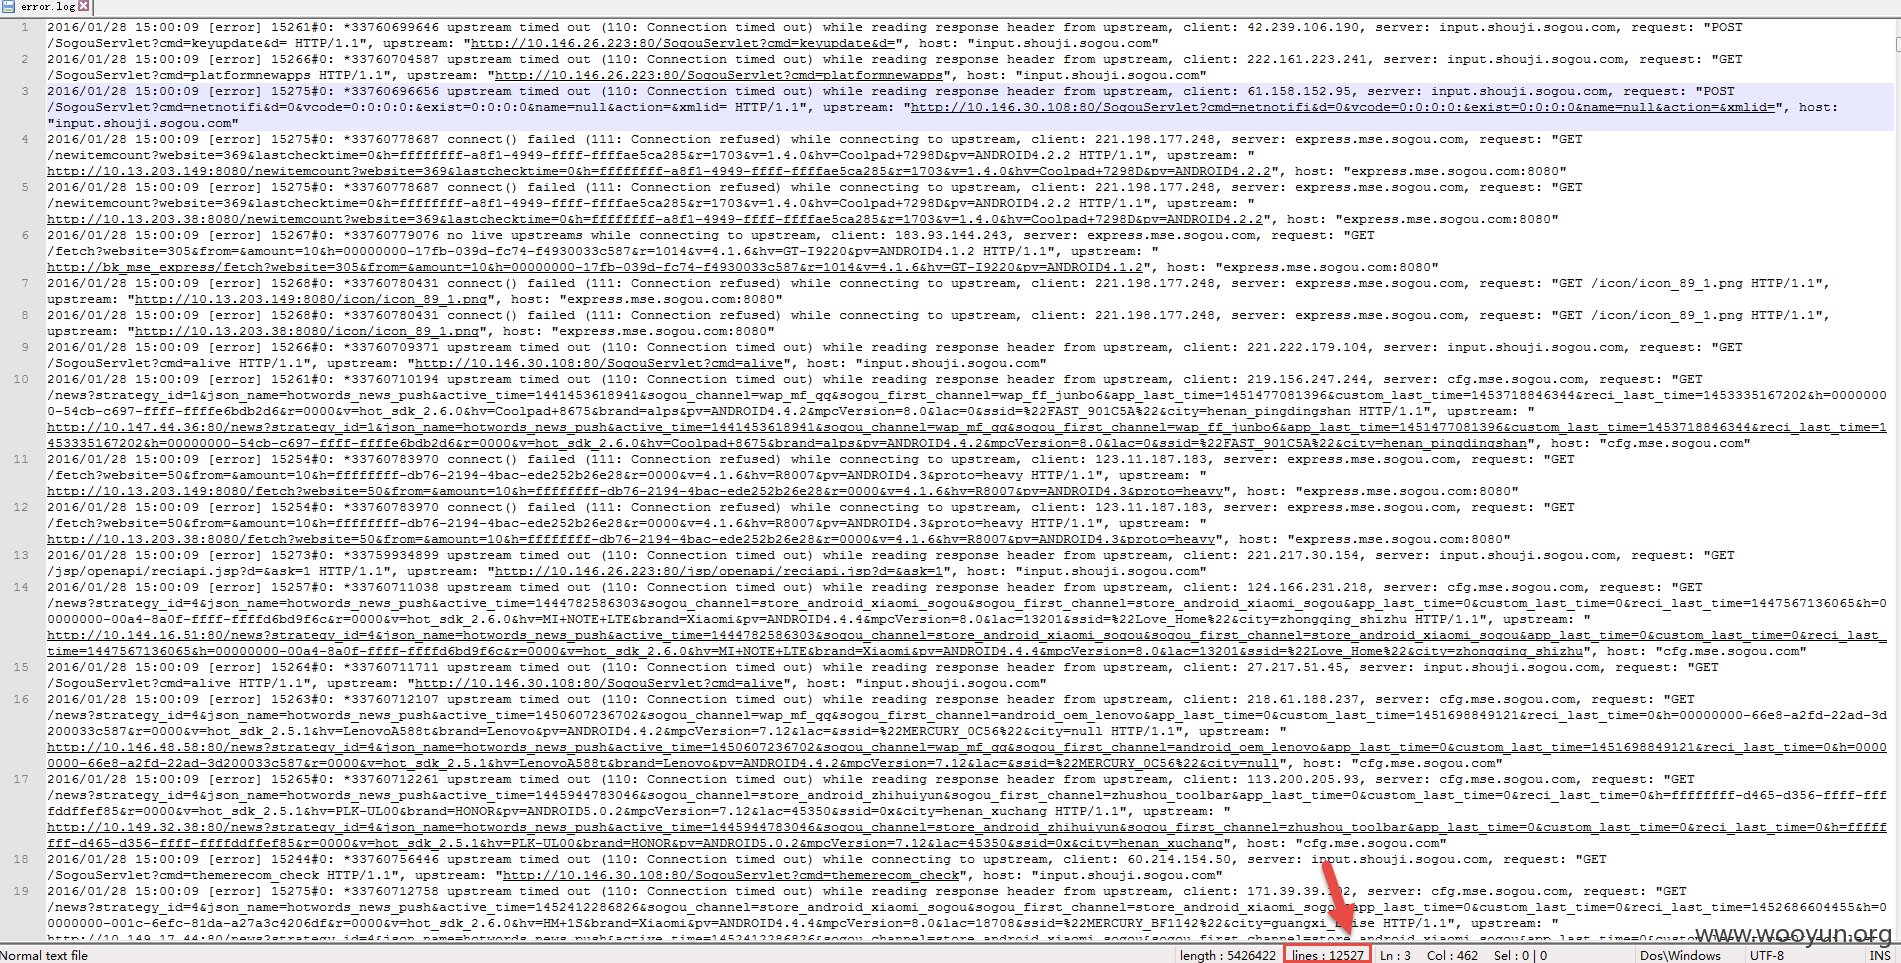 error.log
1 2016/01/28 15:00:09 [error] 15261#0: *33760699646 upstream timed out (110: Connection timed out) while reading response header from upstream, client: 42.239.106.190, server: input.shouji.sogou.com, request: "POST
/SogouServlet?cmd=keyupdate&d= HTTP/1.1", upstream: "http://10.146.26.223:80/SogouServlet?cmd=keyupdate&d=", host: "input.shouji.sogou.com"
2 2016/01/28 15:00:09 [error] 15266#0: *33760704587 upstream timed out (110: Connection timed out) while reading response header from upstream, client: 222.161.223.241, server: input.shouji.sogou.com, request: "GET
/SogouServlet?cmd=platformnewapps HTTP/1.1", upstream: "http://10.146.26.223:80/SogouServlet?cmd=platformnewapps", host: "input.shouji.sogou.com"
3 2016/01/28 15:00:09 [error] 15275#0: *33760696656 upstream timed out (110: Connection timed out) while reading response header from upstream, client: 61.158.152.95, server: input.shouji.sogou.com, request: "POST
/SogouServlet?cmd=netnotifi&d=0&vcode=0:0:0:0:&exist=0:0:0:0&name=null&action=&xmlid= HTTP/1.1", upstream: "http://10.146.30.108:80/SogouServlet?cmd=netnotifi&d=0&vcode=0:0:0:0:&exist=0:0:0:0&name=null&action=&xmlid=", host:
"input.shouji.sogou.com"
4 2016/01/28 15:00:09 [error] 15275#0: *33760778687 connect() failed (111: Connection refused) while connecting to upstream, client: 221.198.177.248, server: express.mse.sogou.com, request: "GET
/newitemcount?website=369&lastchecktime=0&h=ffffffff-a8f1-4949-ffff-ffffae5ca285&r=1703&v=1.4.0&hv=Coolpad+7298D&pv=ANDROID4.2.2 HTTP/1.1", upstream: "
http://10.13.203.149:8080/newitemcount?website=369&lastchecktime=0&h=ffffffff-a8f1-4949-ffff-ffffae5ca285&r=1703&v=1.4.0&hv=Coolpad+7298D&pv=ANDROID4.2.2", host: "express.mse.sogou.com:8080"
5 2016/01/28 15:00:09 [error] 15275#0: *33760778687 connect() failed (111: Connection refused) while connecting to upstream, client: 221.198.177.248, server: express.mse.sogou.com, request: "GET
/newitemcount?website=369&lastchecktime=0&h=ffffffff-a8f1-4949-ffff-ffffae5ca285&r=1703&v=1.4.0&hv=Coolpad+7298D&pv=ANDROID4.2.2 HTTP/1.1", upstream: "
http://10.13.203.38:8080/newitemcount?website=369&lastchecktime=0&h=ffffffff-a8f1-4949-ffff-ffffae5ca285&r=1703&v=1.4.0&hv=Coolpad+7298D&pv=ANDROID4.2.2", host: "express.mse.sogou.com:8080"
6 2016/01/28 15:00:09 [error] 15267#0: *33760779076 no live upstreams while connecting to upstream, client: 183.93.144.243, server: express.mse.sogou.com, request: "GET
/fetch?website=305&from=&amount=10&h=00000000-17fb-039d-fc74-f4930033c587&r=1014&v=4.1.6&hv=GT-I9220&pv=ANDROID4.1.2 HTTP/1.1", upstream: "
http://bk_mse_express/fetch?website=305&from=&amount=10&h=00000000-17fb-039d-fc74-f4930033c587&r=1014&v=4.1.6&hv=GT-I9220&pv=ANDROID4.1.2", host: "express.mse.sogou.com:8080"
7 2016/01/28 15:00:09 [error] 15268#0: *33760780431 connect() failed (111: Connection refused) while connecting to upstream, client: 221.198.177.248, server: express.mse.sogou.com, request: "GET /icon/icon_89_1.png HTTP/1.1",
upstream: "http://10.13.203.149:8080/icon/icon_89_1.png", host: "express.mse.sogou.com:8080"
8 2016/01/28 15:00:09 [error] 15268#0: *33760780431 connect() failed (111: Connection refused) while connecting to upstream, client: 221.198.177.248, server: express.mse.sogou.com, request: "GET /icon/icon_89_1.png HTTP/1.1",
upstream: "http://10.13.203.38:8080/icon/icon_89_1.png", host: "express.mse.sogou.com:8080"
9 2016/01/28 15:00:09 [error] 15266#0: *33760709371 upstream timed out (110: Connection timed out) while reading response header from upstream, client: 221.222.179.104, server: input.shouji.sogou.com, request: "GET
/SogouServlet?cmd=alive HTTP/1.1", upstream: "http://10.146.30.108:80/SogouServlet?cmd=alive", host: "input.shouji.sogou.com"
10 2016/01/28 15:00:09 [error] 15261#0: *33760710194 upstream timed out (110: Connection timed out) while reading response header from upstream, client: 219.156.247.244, server: cfg.mse.sogou.com, request: "GET
/news?strategy_id=1&json_name=hotwords_news_push&active_time=1441453618941&sogou_channel=wap_mf_qq&sogou_first_channel=wap_ff_junbo6&app_last_time=1451477081396&custom_last_time=1453718846344&reci_last_time=1453335167202&h=0000000
0-54cb-c697-ffff-ffffe6bdb2d6&r=0000&v=hot_sdk_2.6.0&hv=Coolpad+8675&brand=alps&pv=ANDROID4.4.2&mpcVersion=8.0&lac=0&ssid=%22FAST_901C5A%22&city=henan_pingdingshan HTTP/1.1", upstream: "
http://10.147.44.36:80/news?strategy_id=1&json_name=hotwords_news_push&active_time=1441453618941&sogou_channel=wap_mf_qq&sogou_first_channel=wap_ff_junbo6&app_last_time=1451477081396&custom_last_time=1453718846344&reci_last_time=1
453335167202&h=00000000-54cb-c697-ffff-ffffe6bdb2d6&r=0000&v=hot_sdk_2.6.0&hv=Coolpad+8675&brand=alps&pv=ANDROID4.4.2&mpcVersion=8.0&lac=0&ssid=%22FAST_901C5A%22&city=henan_pingdingshan", host: "cfg.mse.sogou.com"
11 2016/01/28 15:00:09 [error] 15254#0: *33760783970 connect() failed (111: Connection refused) while connecting to upstream, client: 123.11.187.183, server: express.mse.sogou.com, request: "GET
/fetch?website=50&from=&amount=10&h=ffffffff-db76-2194-4bac-ede252b26e28&r=0000&v=4.1.6&hv=R8007&pv=ANDROID4.3&proto=heavy HTTP/1.1", upstream: "
http://10.13.203.149:8080/fetch?website=50&from=&amount=10&h=ffffffff-db76-2194-4bac-ede252b26e28&r=0000&v=4.1.6&hv=R8007&pv=ANDROID4.3&proto=heavy", host: "express.mse.sogou.com:8080"
12 2016/01/28 15:00:09 [error] 15254#0: *33760783970 connect() failed (111: Connection refused) while connecting to upstream, client: 123.11.187.183, server: express.mse.sogou.com, request: "GET
/fetch?website=50&from=&amount=10&h=ffffffff-db76-2194-4bac-ede252b26e28&r=0000&v=4.1.6&hv=R8007&pv=ANDROID4.3&proto=heavy HTTP/1.1", upstream: "
http://10.13.203.38:8080/fetch?website=50&from=&amount=10&h=ffffffff-db76-2194-4bac-ede252b26e28&r=0000&v=4.1.6&hv=R8007&pv=ANDROID4.3&proto=heavy", host: "express.mse.sogou.com:8080"
13 2016/01/28 15:00:09 [error] 15273#0: *33759934899 upstream timed out (110: Connection timed out) while reading response header from upstream, client: 221.217.30.154, server: input.shouji.sogou.com, request: "GET
/jsp/openapi/reciapi.jsp?d=&ask=1 HTTP/1.1", upstream: "http://10.146.26.223:80/jsp/openapi/reciapi.jsp?d=&ask=1", host: "input.shouji.sogou.com"
14 2016/01/28 15:00:09 [error] 15257#0: *33760711038 upstream timed out (110: Connection timed out) while reading response header from upstream, client: 124.166.231.218, server: cfg.mse.sogou.com, request: "GET
/news?strategy_id=4&json_name=hotwords_news_push&active_time=1444782586303&sogou_channel=store_android_xiaomi_sogou&sogou_first_channel=store_android_xiaomi_sogou&app_last_time=0&custom_last_time=0&reci_last_time=1447567136065&h=0
0000000-00a4-8a0f-ffff-ffffd6bd9f6c&r=0000&v=hot_sdk_2.6.0&hv=MI+NOTE+LTE&brand=Xiaomi&pv=ANDROID4.4.4&mpcVersion=8.0&lac=13201&ssid=%22Love_Home%22&city=zhongqing_shizhu HTTP/1.1", upstream: "
http://10.144.16.51:80/news?strategy_id=4&json_name=hotwords_news_push&active_time=1444782586303&sogou_channel=store_android_xiaomi_sogou&sogou_first_channel=store_android_xiaomi_sogou&app_last_time=0&custom_last_time=0&reci_last_
time=1447567136065&h=00000000-00a4-8a0f-ffff-ffffd6bd9f6c&r=0000&v=hot_sdk_2.6.0&hv=MI+NOTE+LTE&brand=Xiaomi&pv=ANDROID4.4.4&mpcVersion=8.0&lac=13201&ssid=%22Love_Home%22&city=zhongqing_shizhu", host: "cfg.mse.sogou.com"
15 2016/01/28 15:00:09 [error] 15264#0: *33760711711 upstream timed out (110: Connection timed out) while reading response header from upstream, client: 27.217.51.45, server: input.shouji.sogou.com, request: "GET
/SogouServlet?cmd=alive HTTP/1.1", upstream: "http://10.146.30.108:80/SogouServlet?cmd=alive", host: "input.shouji.sogou.com"
16 2016/01/28 15:00:09 [error] 15263#0: *33760712107 upstream timed out (110: Connection timed out) while reading response header from upstream, client: 218.61.188.237, server: cfg.mse.sogou.com, request: "GET
/news?strategy_id=4&json_name=hotwords_news_push&active_time=1450607236702&sogou_channel=wap_mf_qq&sogou_first_channel=android_oem_lenovo&app_last_time=0&custom_last_time=1451698849121&reci_last_time=0&h=00000000-66e8-a2fd-22ad-3d
200033c587&r=0000&v=hot_sdk_2.5.1&hv=LenovoA588t&brand=Lenovo&pv=ANDROID4.4.2&mpcVersion=7.12&lac=&ssid=%22MERCURY_0C56%22&city=null HTTP/1.1", upstream: "
http://10.146.48.58:80/news?strategy_id=4&json_name=hotwords_news_push&active_time=1450607236702&sogou_channel=wap_mf_qq&sogou_first_channel=android_oem_lenovo&app_last_time=0&custom_last_time=1451698849121&reci_last_time=0&h=0000
0000-66e8-a2fd-22ad-3d200033c587&r=0000&v=hot_sdk_2.5.1&hv=LenovoA588t&brand=Lenovo&pv=ANDROID4.4.2&mpcVersion=7.12&lac=&ssid=%22MERCURY_0C56%22&city=null", host: "cfg.mse.sogou.com"
17 2016/01/28 15:00:09 [error] 15265#0: *33760712261 upstream timed out (110: Connection timed out) while reading response header from upstream, client: 113.200.205.93, server: cfg.mse.sogou.com, request: "GET
/news?strategy_id=4&json_name=hotwords_news_push&active_time=1445944783046&sogou_channel=store_android_zhihuiyun&sogou_first_channel=zhushou_toolbar&app_last_time=0&custom_last_time=0&reci_last_time=0&h=ffffffff-d465-d356-ffff-ffff
fddffef85&r=0000&v=hot_sdk_2.5.1&hv=PLK-UL00&brand=HONOR&pv=ANDROID5.0.2&mpcVersion=7.12&lac=45350&ssid=0x&city=henan_xuchang HTTP/1.1", upstream: "
http://10.149.32.38:80/news?strategy_id=4&json_name=hotwords_news_push&active_time=1445944783046&sogou_channel=store_android_zhihuiyun&sogou_first_channel=zhushou_toolbar&app_last_time=0&custom_last_time=0&reci_last_time=0&h=fffff
fff-d465-d356-ffff-ffffddffef85&r=0000&v=hot_sdk_2.5.1&hv=PLK-UL00&brand=HONOR&pv=ANDROID5.0.2&mpcVersion=7.12&lac=45350&ssid=0x&city=henan_xuchang", host: "cfg.mse.sogou.com"
18 2016/01/28 15:00:09 [error] 15244#0: *33760756446 upstream timed out (110: Connection timed out) while connecting to upstream, client: 60.214.154.50, server: input.shouji.sogou.com, request: "GET
/SogouServlet?cmd=themerecom_check HTTP/1.1", upstream: "http://10.146.30.108:80/SogouServlet?cmd=themerecom_check", host: "input.shouji.sogou.com"
19 2016/01/28 15:00:09 [error] 15275#0: *33760712758 upstream timed out (110: Connection timed out) while reading response header from upstream, client: server: cfg.mse.sogou.com, request: "GET
/news?strategy_id=4&json_name=hotwords_news_push&active_time=1452412286826&sogou_channel=store_android_xiaomi_sogou&sogou_first_channel=store_android_xiaomi_sogou&app_last_time=0&custom_last_time=0&reci_last_time=1452686604455&h=0
0000000-001c-6efc-81da-a27a3c4206df&r=0000&v=hot_sdk_2.6.0&hv=HM+1S&brand=Xiaomi&pv=ANDROID4.4.4&mpcVersion=8.0&lac=18708&ssid=%22MERCURY_BF1142%22&city=guangxi_baise HTTP/1.1", upstream: "
www.wooyun.org
Normal text file length : 5426422 lines : 12527 Ln : 3 Col : 462 Sel : 0 | 0 Dos\Windows UTF-8 INS